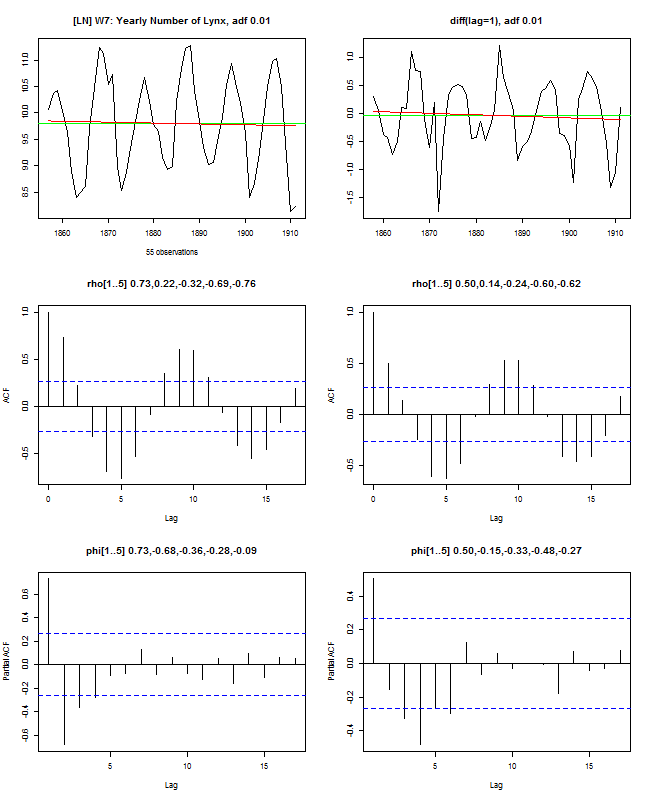 [LN] W7: Yearly Number of Lynx, adf 0.01
diff(lag=1), adf 0.01
11.0
10.5
10.0
9.5
9.0
8.5
1860 1870 1880 1890 1900 1910
55 observations
1.0
0.5
0.0
-0.5
-1.0
-1.5
1860 1870 1880 1890 1900 1910
rho[1..5] 0.73,0.22,-0.32,-0.69,-0.76
rho[1..5] 0.50,0.14,-0.24,-0.60,-0.62
ACF
1.0
0.5
0.0
-0.5
0 5 10 15
Lag
ACF
1.0
0.5
0.0
-0.5
0 5 10 15
Lag
phi[1..5] 0.73,-0.68,-0.36,-0.28,-0.09
phi[1..5] 0.50,-0.15,-0.33,-0.48,-0.27
Partial ACF
0.6
0.4
0.2
0.0
-0.2
-0.4
-0.6
5 10 15
Lag
Partial ACF
0.4
0.2
0.0
-0.2
-0.4
5 10 15
Lag